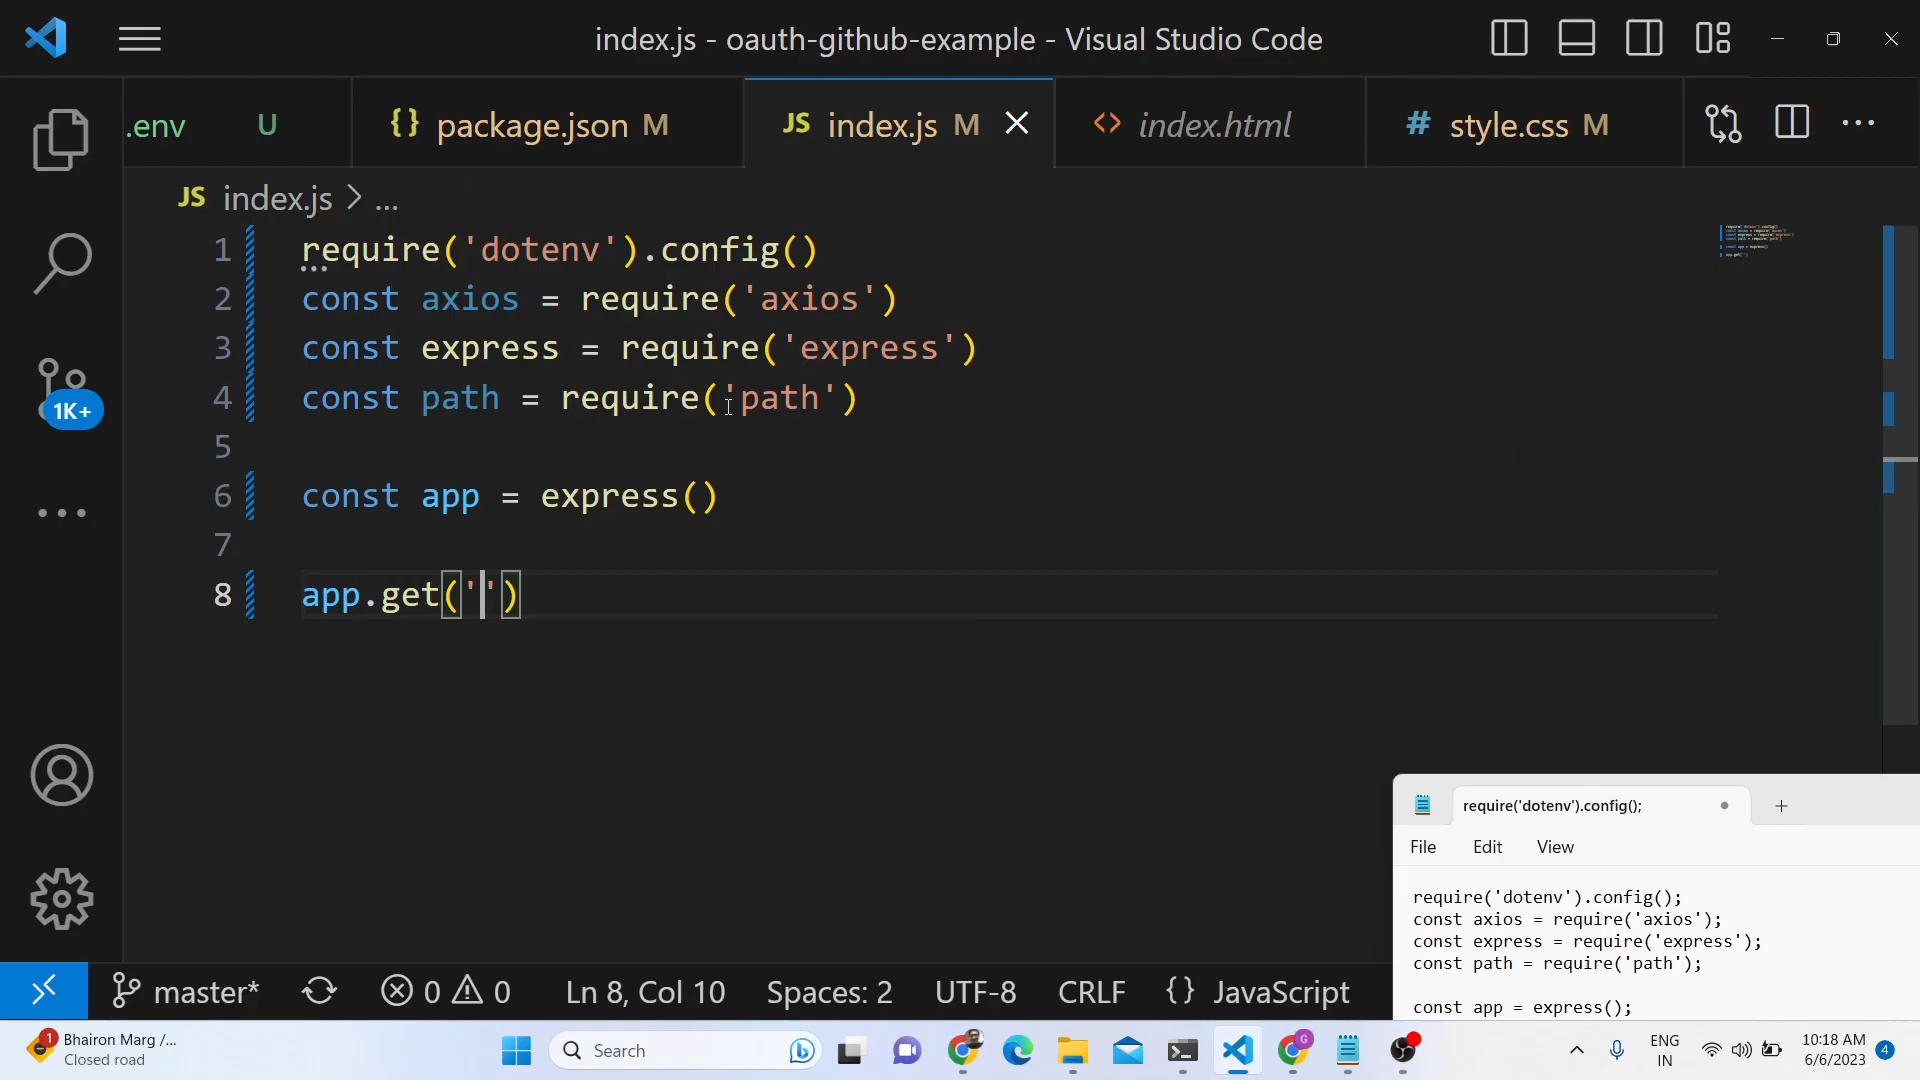 index.js - oauth-github-example - Visual Studio Code
.env U
{} package.json M
JS index.js M
<> index.html
# style.css M
JS index.js > ...
1 require('dotenv').config()
2 const axios = require('axios')
3 const express = require('express')
4 const path = require('path')
5
6 const app = express()
7
8 app.get('')
1K+
master* 0 0 Ln 8, Col 10 Spaces: 2 UTF-8 CRLF {} JavaScript
require('dotenv').config();
File Edit View
require('dotenv').config();
const axios = require('axios');
const express = require('express');
const path = require('path');
const app = express();
1
Bhairon Marg /...
Closed road
Search
ENG
IN
10:18 AM
6/6/2023
4